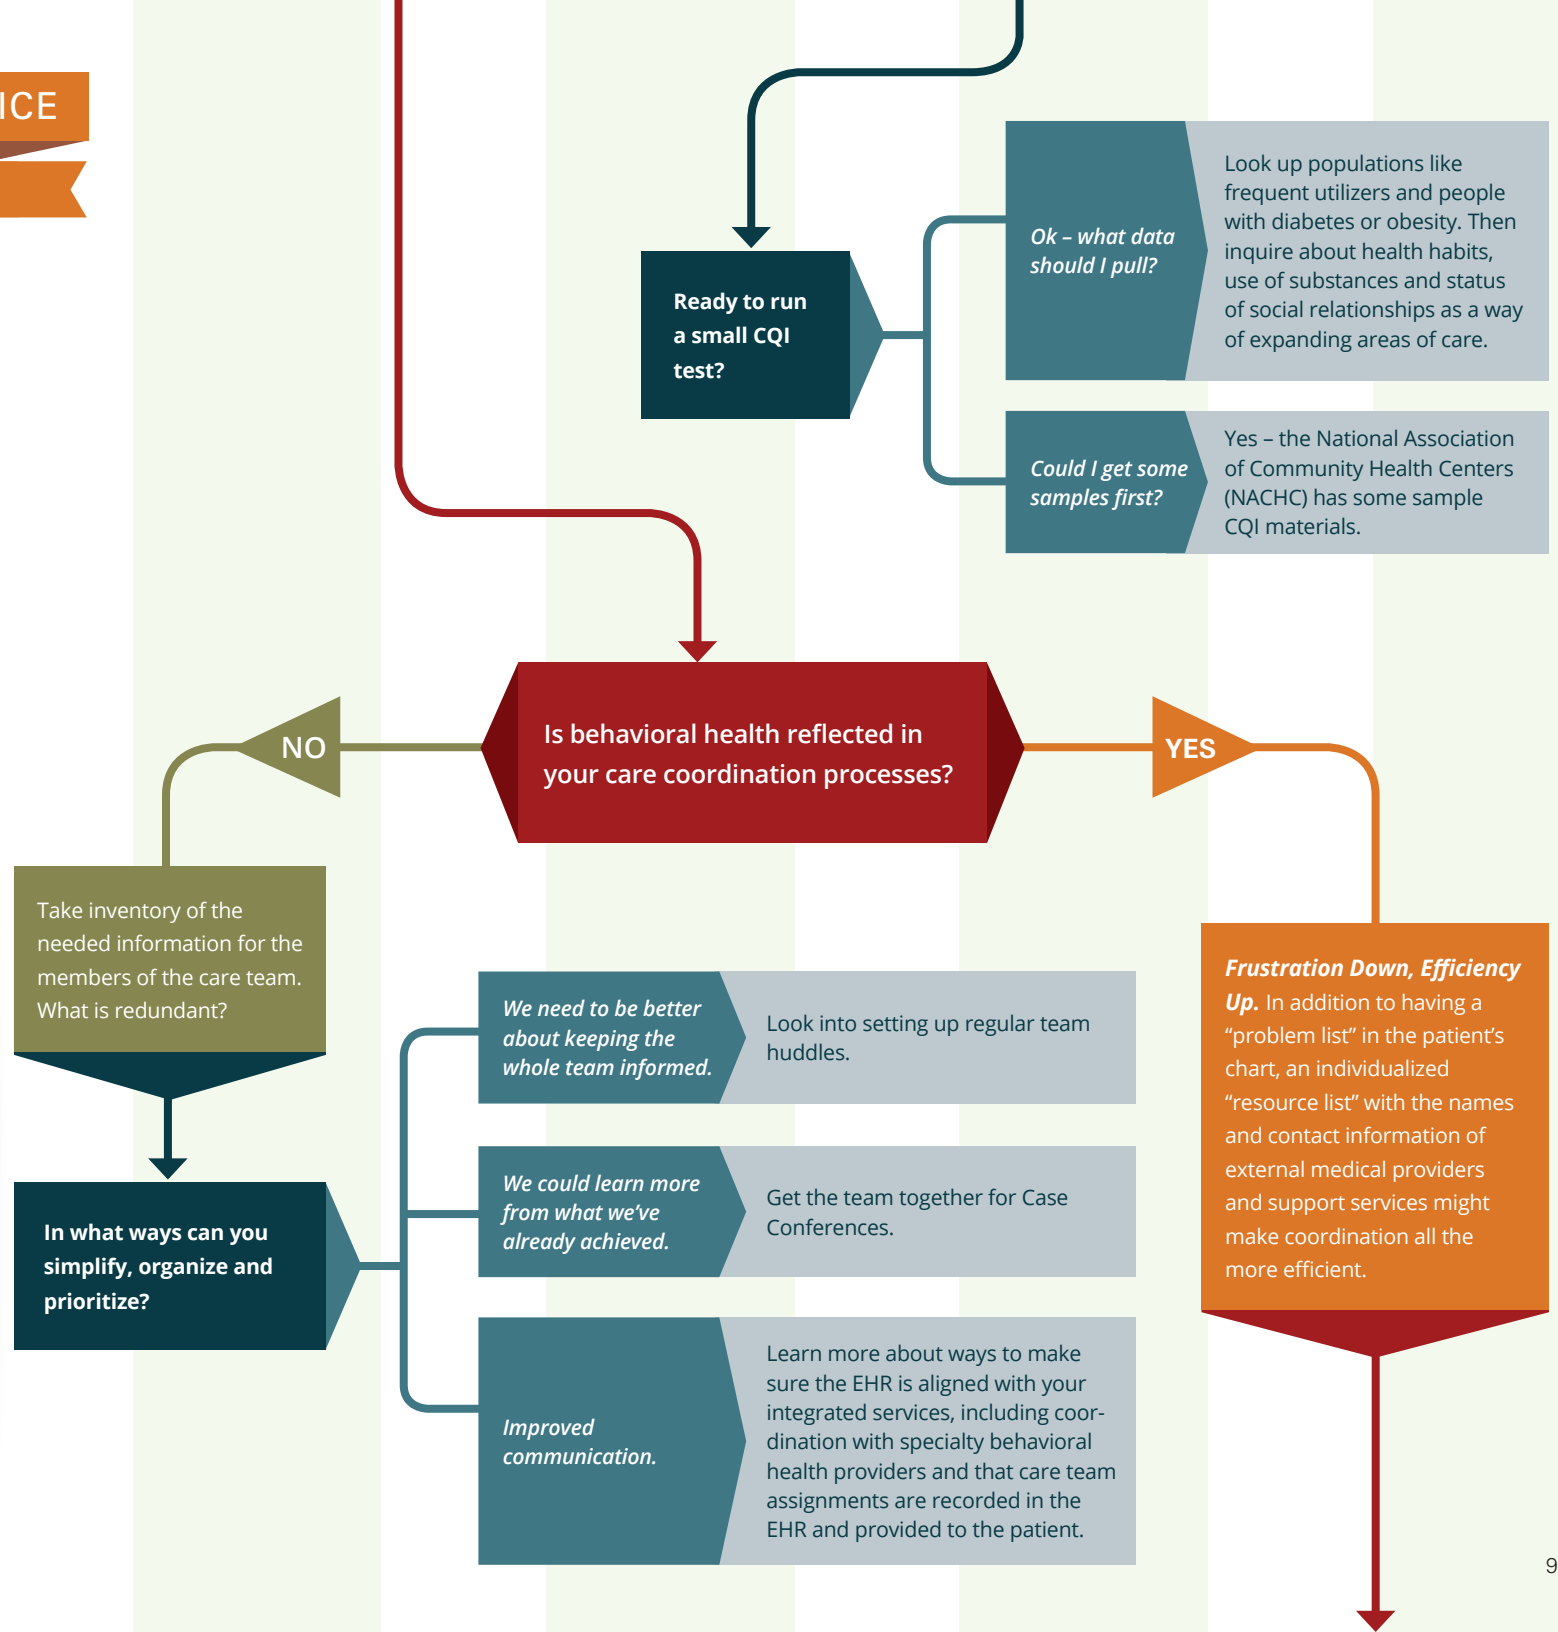 ICE
Ready to run
a small CQI
test?
Ok – what data
should I pull?
Look up populations like
frequent utilizers and people
with diabetes or obesity. Then
inquire about health habits,
use of substances and status
of social relationships as a way
of expanding areas of care.
Could I get some
samples first?
Yes – the National Association
of Community Health Centers
(NACHC) has some sample
CQI materials.
Is behavioral health reflected in
your care coordination processes?
NO
YES
Take inventory of the
needed information for the
members of the care team.
What is redundant?
In what ways can you
simplify, organize and
prioritize?
We need to be better
about keeping the
whole team informed.
Look into setting up regular team
huddles.
We could learn more
from what we’ve
already achieved.
Get the team together for Case
Conferences.
Improved
communication.
Learn more about ways to make
sure the EHR is aligned with your
integrated services, including coor-
dination with specialty behavioral
health providers and that care team
assignments are recorded in the
EHR and provided to the patient.
Frustration Down, Efficiency
Up. In addition to having a
“problem list” in the patient’s
chart, an individualized
“resource list” with the names
and contact information of
external medical providers
and support services might
make coordination all the
more efficient.
9